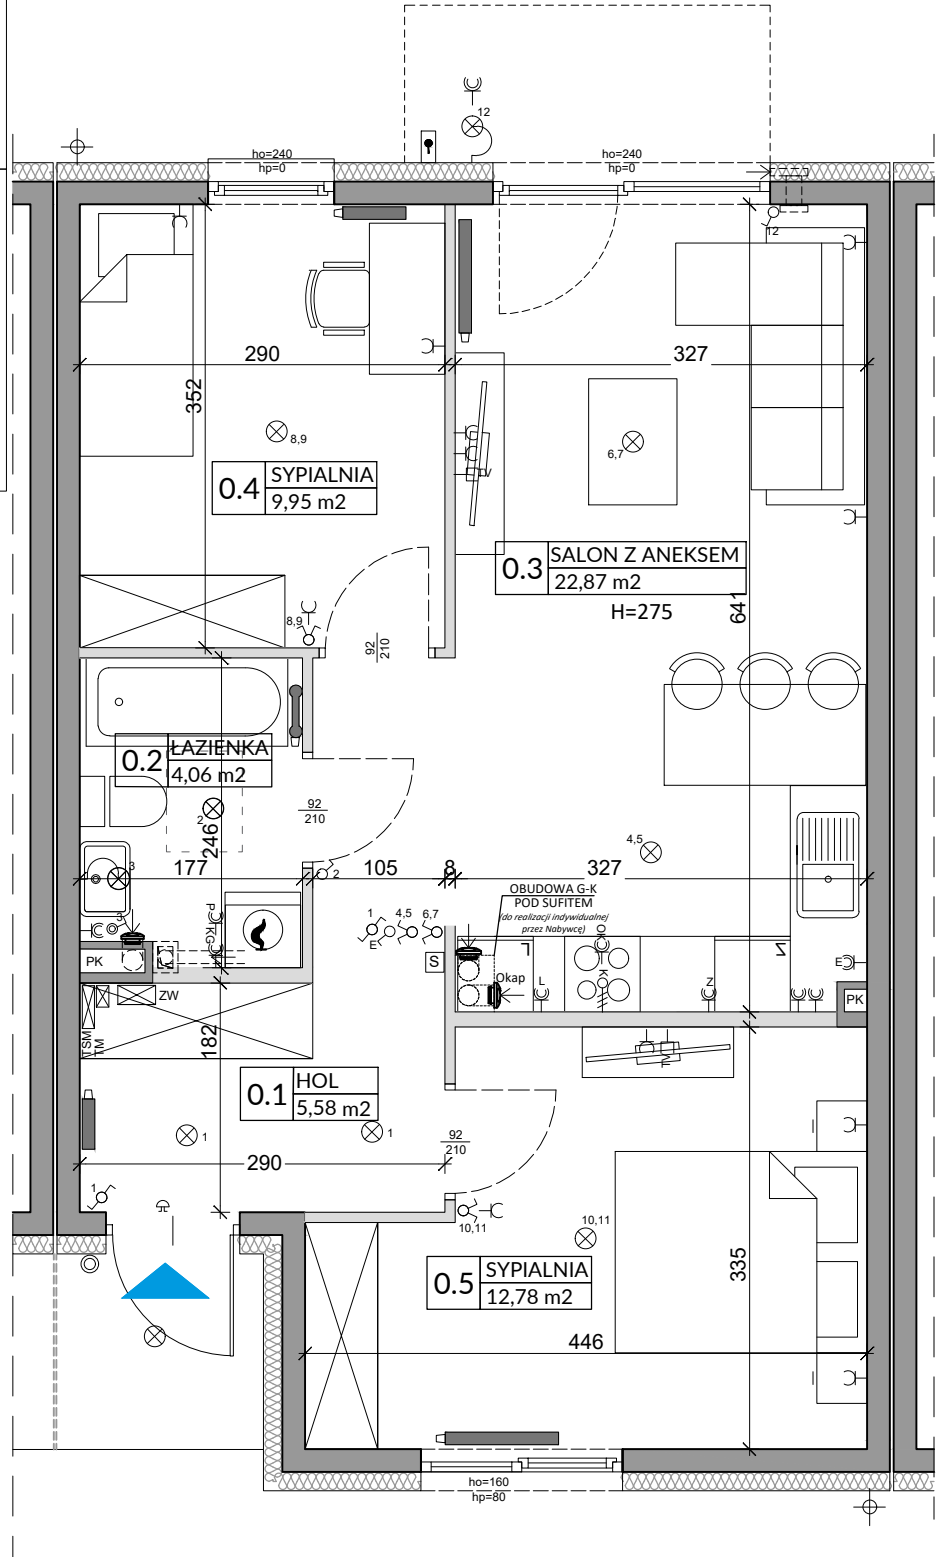 12
ho=240
hp=0
ho=240
hp=0
12
290
327
352
8,9
6,7
0.4
SYPIALNIA
9,95 m2
0.3
SALON Z ANEKSEM
22,87 m2
H=275
641
8,9
92
210
0.2
ŁAZIENKA
4,06 m2
2
246
92
210
4,5
3
177
2
105
8
327
OBUDOWA G-K
POD SUFITEM
(do realizacji indywidualnej
przez Nabywcę)
3
P
KG
1
4,5
6,7
E
S
OK
K
PK
Okap
L
Z
E
PK
ZW
TSM
TM
182
0.1
HOL
5,58 m2
1
1
92
210
290
1
10,11
10,11
0.5
SYPIALNIA
12,78 m2
335
446
ho=160
hp=80